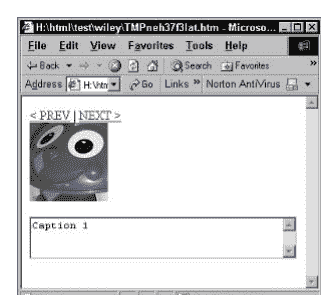 H:\html\test\wiley\TMPneh37f3lat.htm - Microso...
File Edit View Favorites Tools Help
Back Search Favorites »
Address H:\htm Go Links » Norton AntiVirus
< PREV | NEXT >
Caption 1